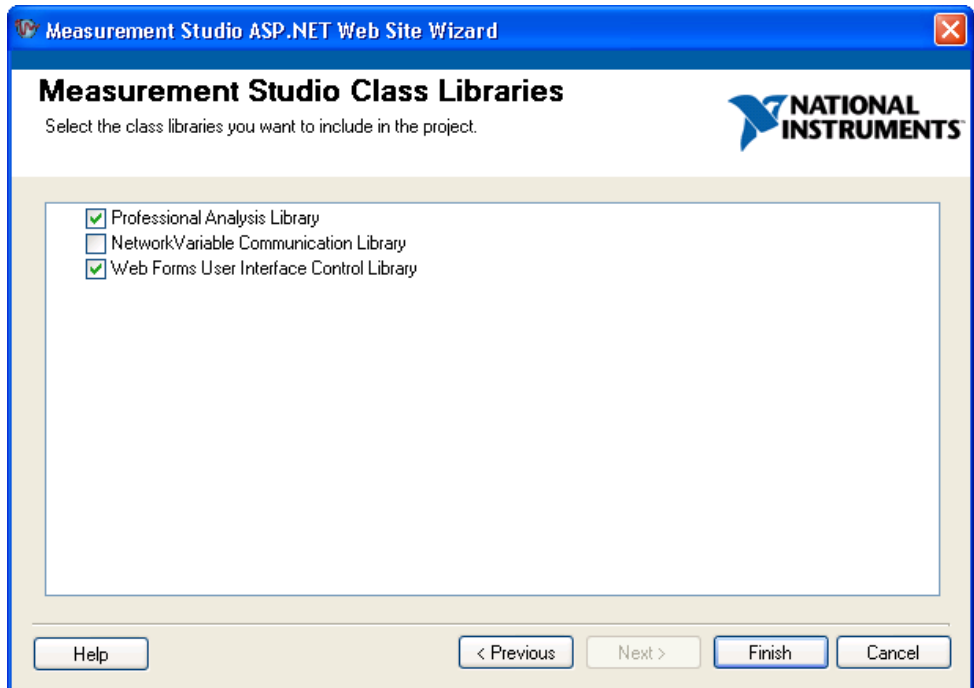 Measurement Studio ASP.NET Web Site Wizard
Measurement Studio Class Libraries
Select the class libraries you want to include in the project.
NATIONAL
INSTRUMENTS
Professional Analysis Library
NetworkVariable Communication Library
Web Forms User Interface Control Library
Help
< Previous
Next >
Finish
Cancel